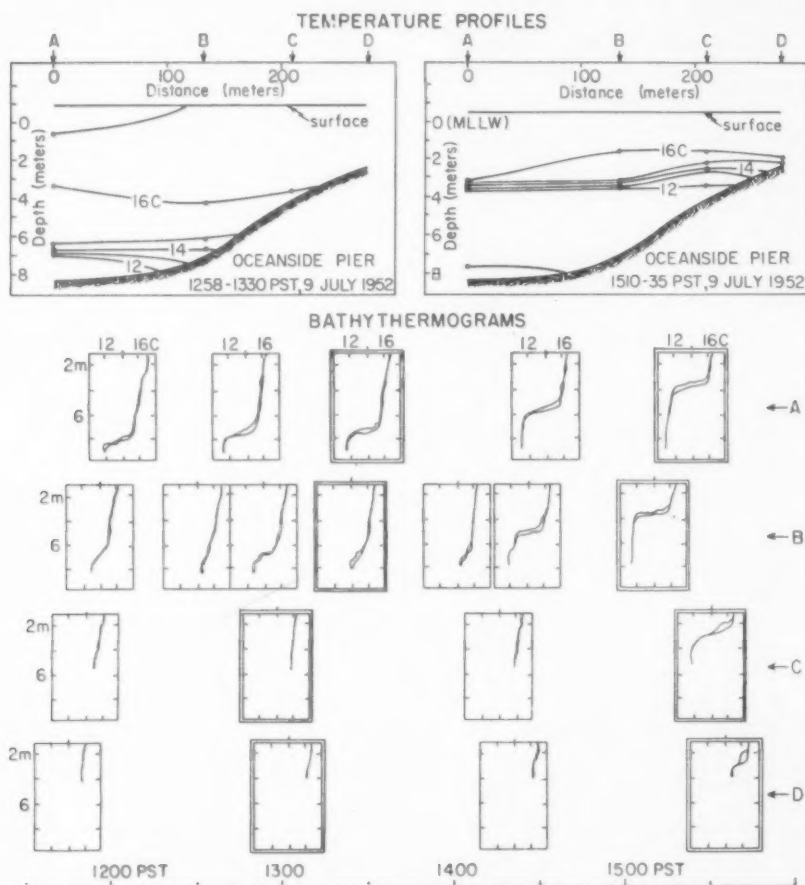 TEMPERATURE PROFILES
A B C D A B C D
0 100 200 0 100 200
Distance (meters) Distance (meters)
surface surface
0 0 (MLLW)
2 2
4 4
6 6
8 8
Depth (meters) Depth (meters)
16C 14 12
16C 14 12
OCEANSIDE PIER
1258-1330 PST, 9 JULY 1952
OCEANSIDE PIER
1510-35 PST, 9 JULY 1952
BATHYTHERMOGRAMS
12 16C 12 16 12 16 12 16 12 16C
2m
6
A
2m
6
B
2m
6
C
2m
6
D
1200 PST 1300 1400 1500 PST